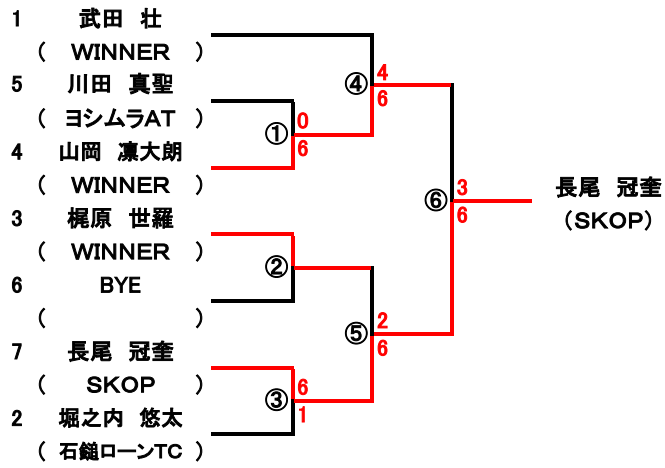 1 武田 壮
( WINNER )
5 川田 真聖
( ヨシムラAT )
4 山岡 凛大朗
( WINNER )
3 梶原 世羅
( WINNER )
6 BYE
( )
7 長尾 冠奎
( SKOP )
2 堀之内 悠太
( 石鎚ローンTC )
① 0
6
②
③ 6
1
④ 4
6
⑤ 2
6
⑥ 3
6
長尾 冠奎
(SKOP)